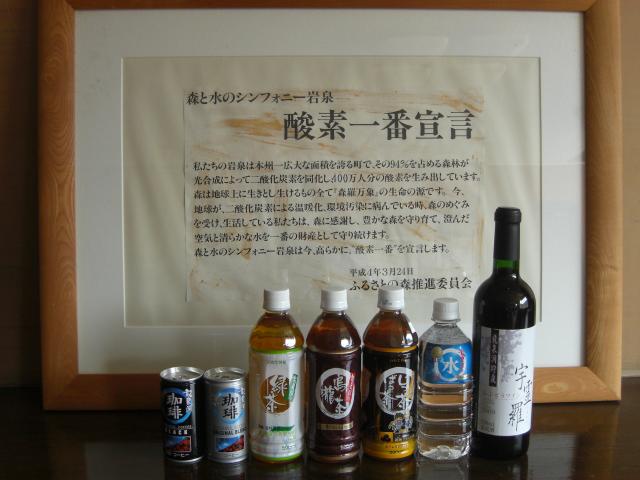 森と水のシンフォニー岩泉
酸素一番宣言
私たちの岩泉は本州一広大な面積を誇る町で、その94%を占める森林が
光合成によって二酸化炭素を同化し、400万人分の酸素を生み出しています。
森は地球上に生きとし生けるもの全て『森羅万象』の生命の源です。今、
地球が、二酸化炭素による温暖化、環境汚染に病んでいる時、森のめぐみ
を受け、生活している私たちは、森に感謝し、豊かな森を守り育て、澄んだ
空気と清らかな水を一番の財産として守り続けます。
森と水のシンフォニー岩泉は今、高らかに、"酸素一番"を宣言します。
平成4年3月24日
ふるさとの森推進委員会
珈琲
珈琲
ORIGINAL BLEND
緑茶
烏龍茶
水
宇霊羅